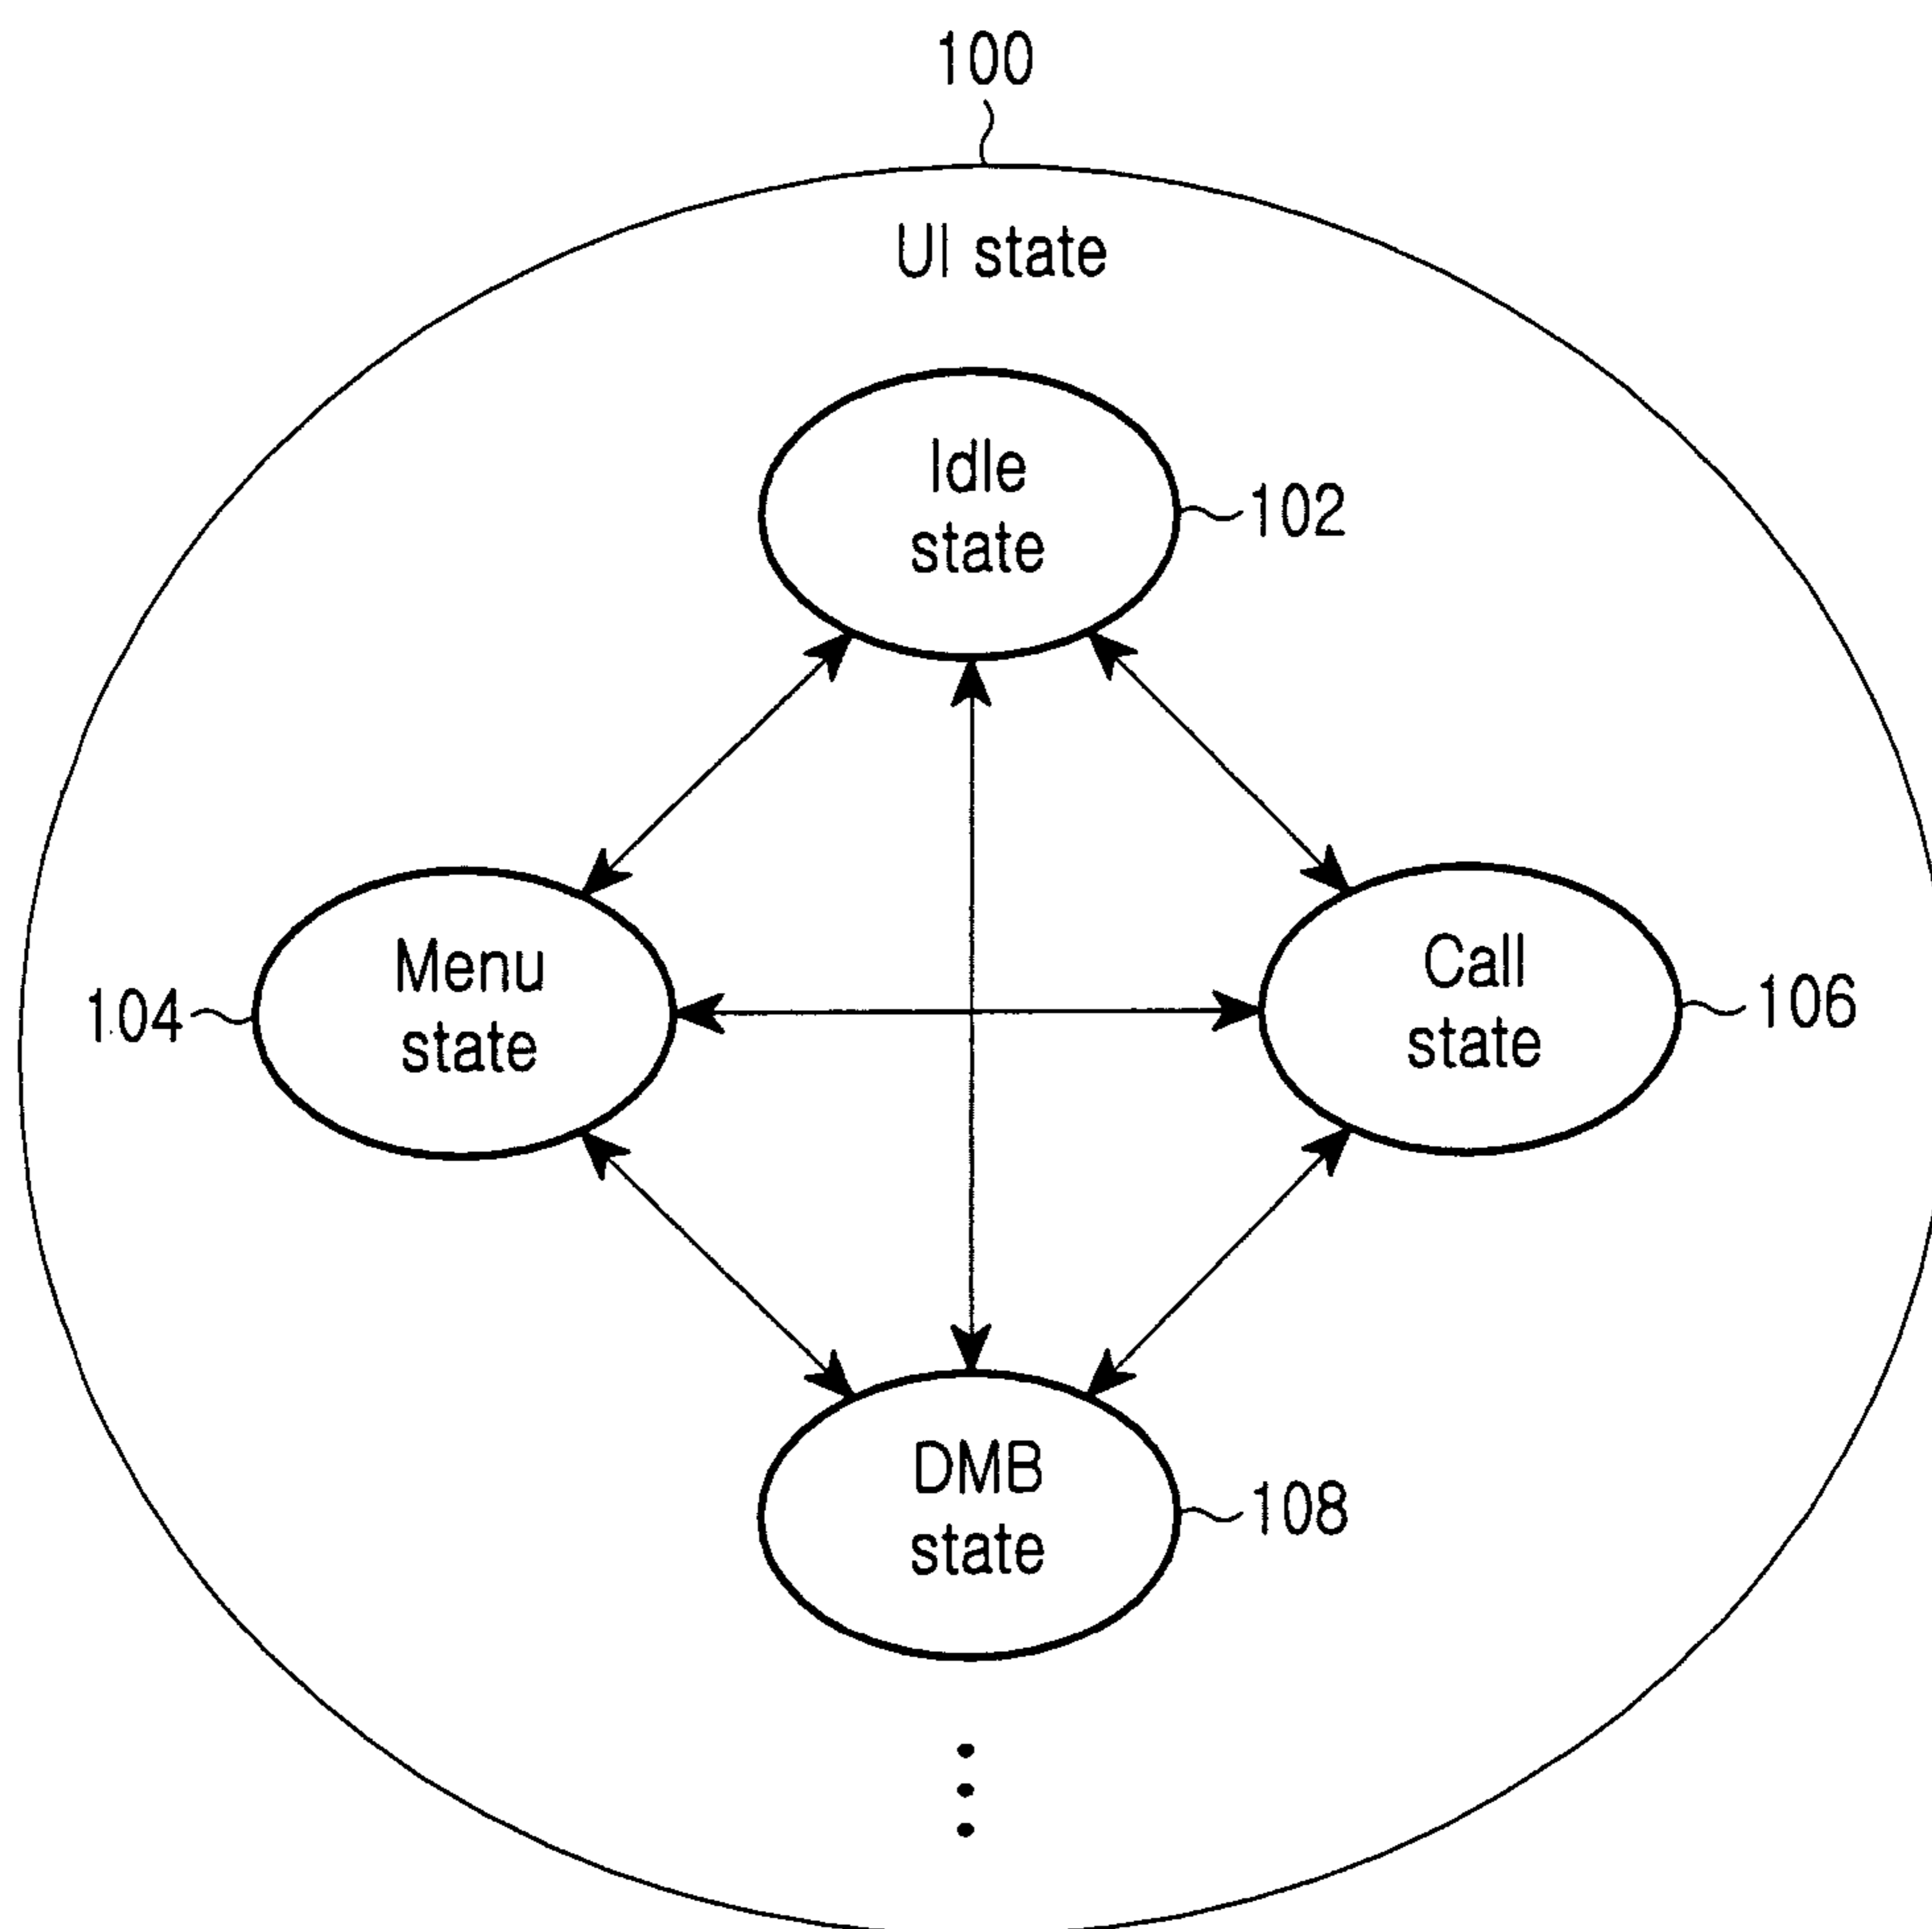 100
UI state
Idle
state
102
Menu
state
104
Call
state
106
DMB
state
108